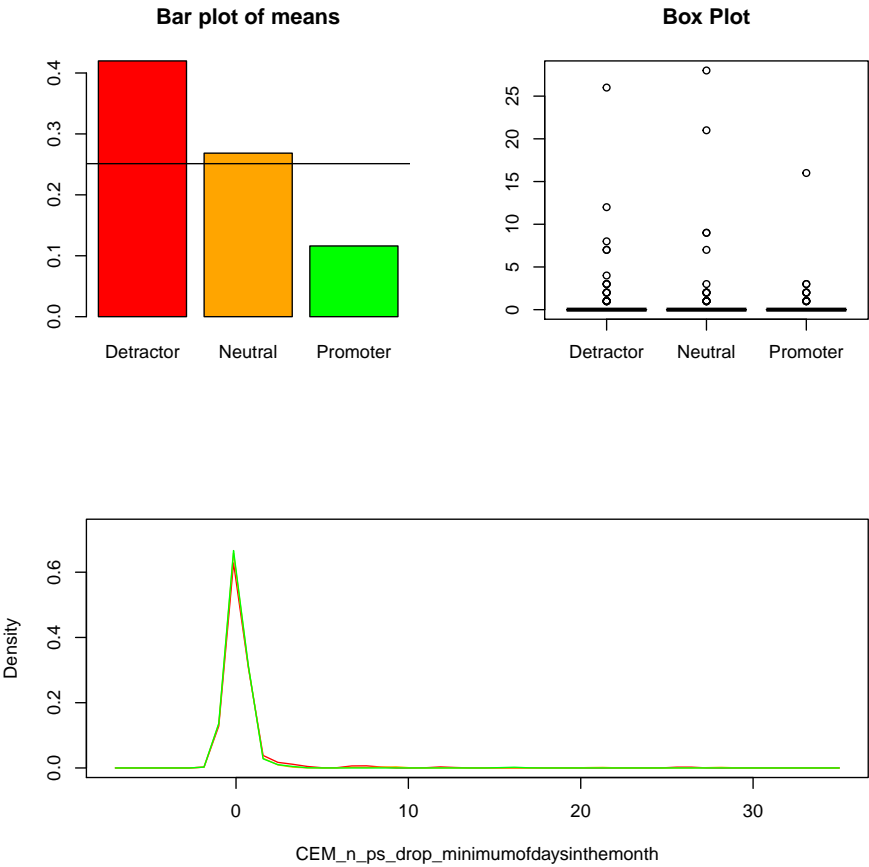 Bar plot of means
0.0 0.1 0.2 0.3 0.4
Detractor Neutral Promoter
Box Plot
0 5 10 15 20 25
Detractor Neutral Promoter
Density
0.0 0.2 0.4 0.6
0 10 20 30
CEM_n_ps_drop_minimumofdaysinthemonth